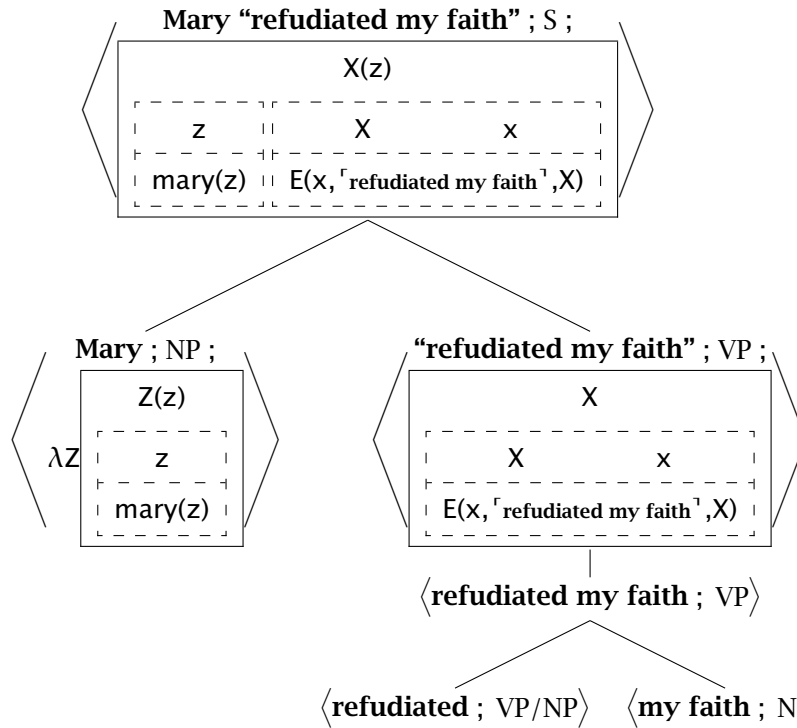 Mary “refudiated my faith” ; S ;
X(z)
z X x
mary(z) E(x,⌜refudiated my faith⌝,X)
Mary ; NP ; “refudiated my faith” ; VP ;
Z(z) X
λZ z X x
mary(z) E(x,⌜refudiated my faith⌝,X)
⟨refudiated my faith ; VP⟩
⟨refudiated ; VP/NP⟩ ⟨my faith ; N